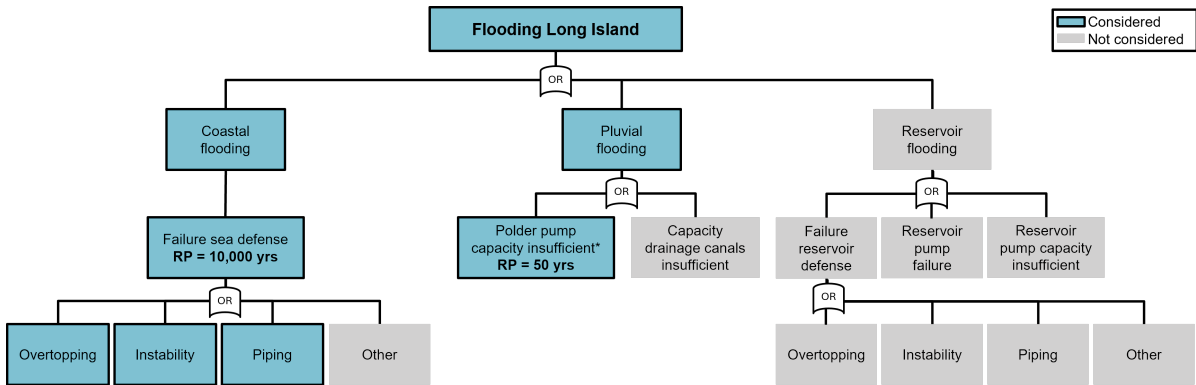 Flooding Long Island
Considered
Not considered
OR
Coastal
flooding
Pluvial
flooding
Reservoir
flooding
OR
OR
Failure sea defense
RP = 10,000 yrs
Polder pump
capacity insufficient*
RP = 50 yrs
Capacity
drainage canals
insufficient
Failure
reservoir
defense
Reservoir
pump
failure
Reservoir
pump capacity
insufficient
OR
OR
Overtopping
Instability
Piping
Other
Overtopping
Instability
Piping
Other